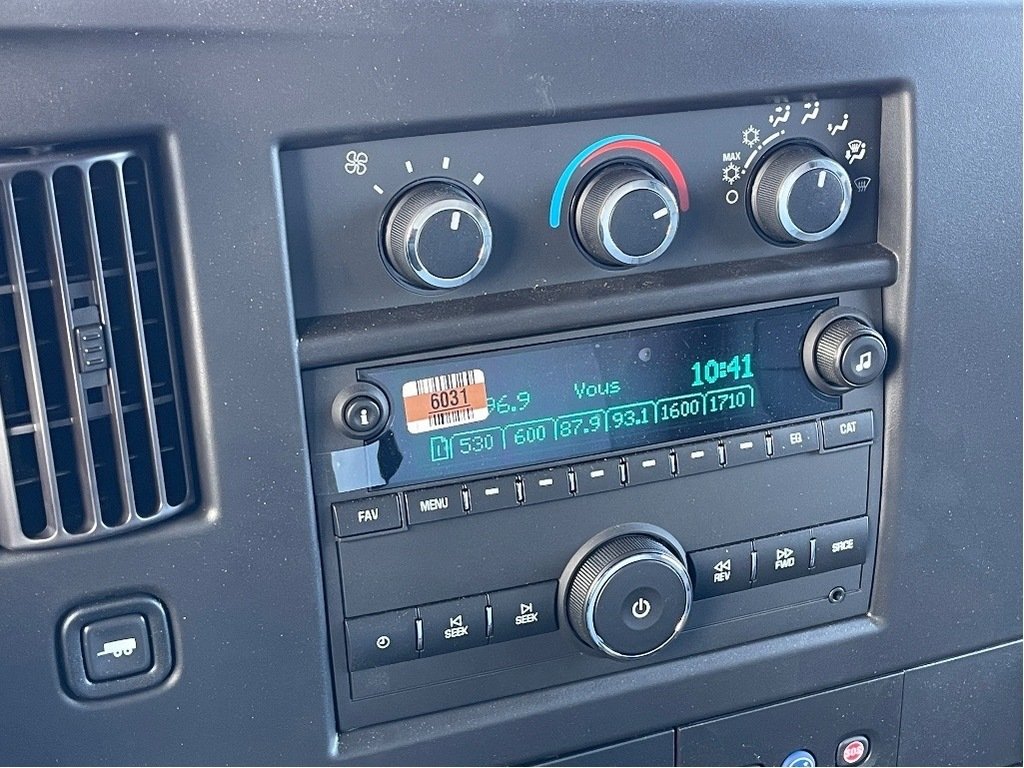 MAX
10:41
6031
96.9 Vous
530 600 87.9 93.1 1600 1710
i
FAV MENU EQ CAT
SEEK SEEK REV FWD SRCE
SOS